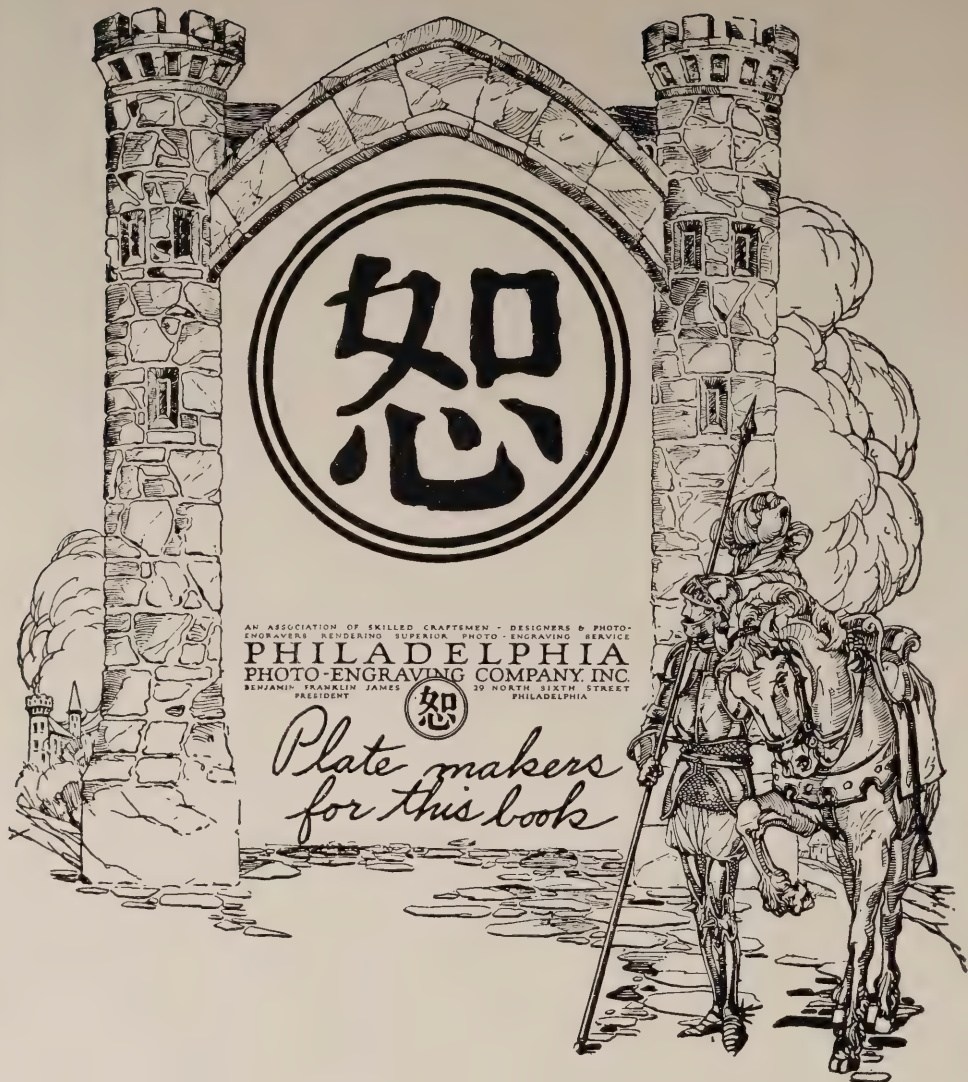 恕
AN ASSOCIATION OF SKILLED CRAFTSMEN - DESIGNERS & PHOTO-
ENGRAVERS RENDERING SUPERIOR PHOTO-ENGRAVING SERVICE
PHILADELPHIA
PHOTO-ENGRAVING COMPANY. INC.
BENJAMIN FRANKLIN JAMES 29 NORTH SIXTH STREET
PRESIDENT PHILADELPHIA
恕
Plate makers
for this book